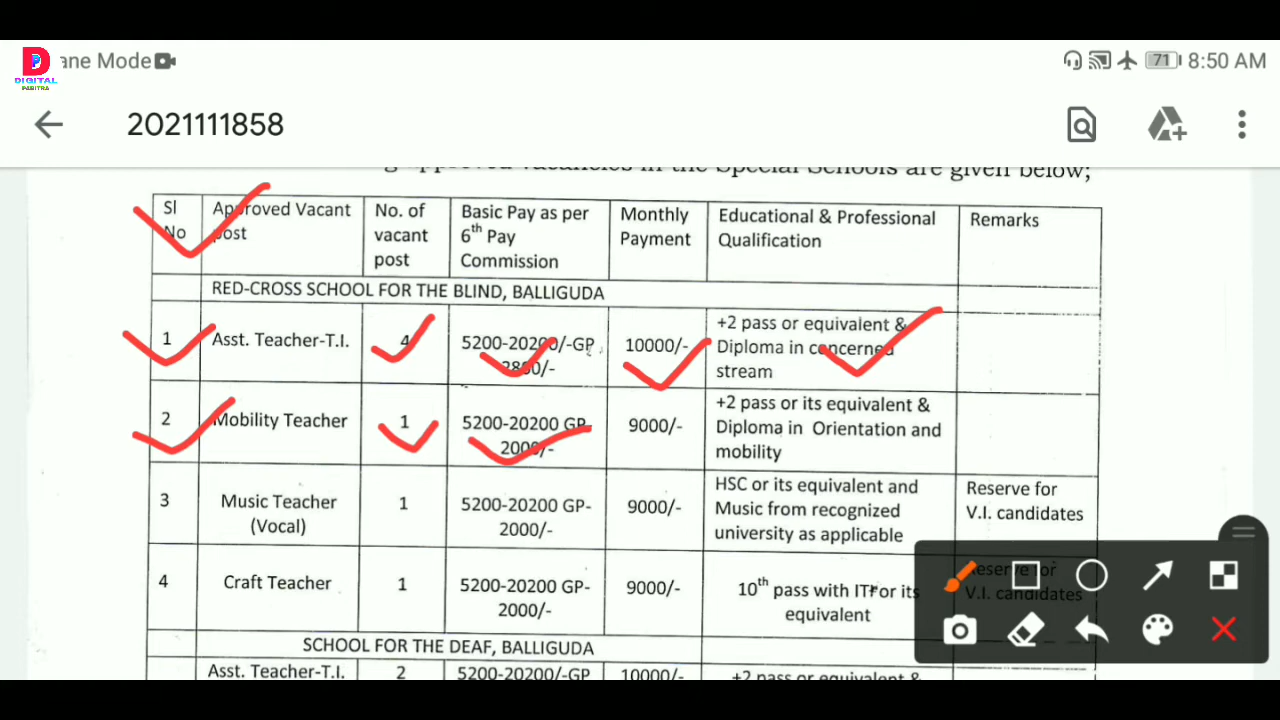 ane Mode
71 8:50 AM
DIGITAL
PABITRA
2021111858
approved vacancies in the Special Schools are given below;
Sl No | Approved Vacant post | No. of vacant post | Basic Pay as per 6th Pay Commission | Monthly Payment | Educational & Professional Qualification | Remarks
RED-CROSS SCHOOL FOR THE BLIND, BALLIGUDA
1 | Asst. Teacher-T.I. | 4 | 5200-20200/-GP 2800/- | 10000/- | +2 pass or equivalent & Diploma in concerned stream
2 | Mobility Teacher | 1 | 5200-20200 GP-2000/- | 9000/- | +2 pass or its equivalent & Diploma in Orientation and mobility
3 | Music Teacher (Vocal) | 1 | 5200-20200 GP-2000/- | 9000/- | HSC or its equivalent and Music from recognized university as applicable | Reserve for V.I. candidates
4 | Craft Teacher | 1 | 5200-20200 GP-2000/- | 9000/- | 10th pass with ITI or its equivalent | Reserve for V.I. candidates
SCHOOL FOR THE DEAF, BALLIGUDA
Asst. Teacher-T.I. | 2 | 5200-20200/-GP | 10000/- | +2 pass or equivalent &